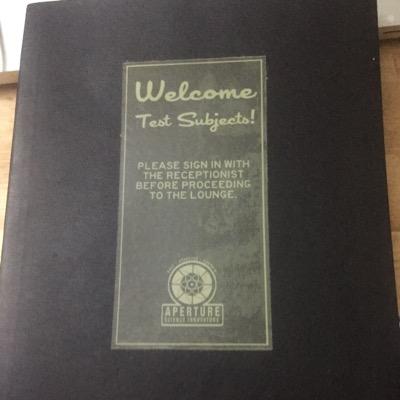 Welcome
Test Subjects!
PLEASE SIGN IN WITH
THE RECEPTIONIST
BEFORE PROCEEDING
TO THE LOUNGE.
APERTURE
SCIENCE INNOVATORS